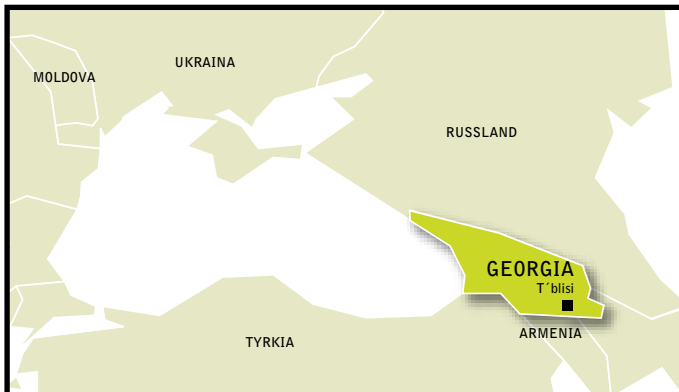 UKRAINA
MOLDOVA
RUSSLAND
GEORGIA
T´blisi
ARMENIA
TYRKIA